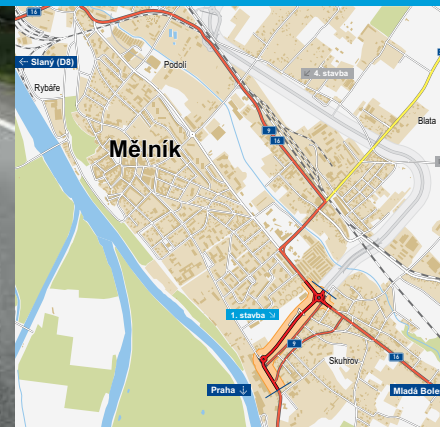 16
← Slaný (D8)
Podolí
↙ 4. stavba
Rybáře
9
16
Blata
Mělník
1. stavba ↘
9
Skuhrov
16
Praha ↓
Mladá Bole